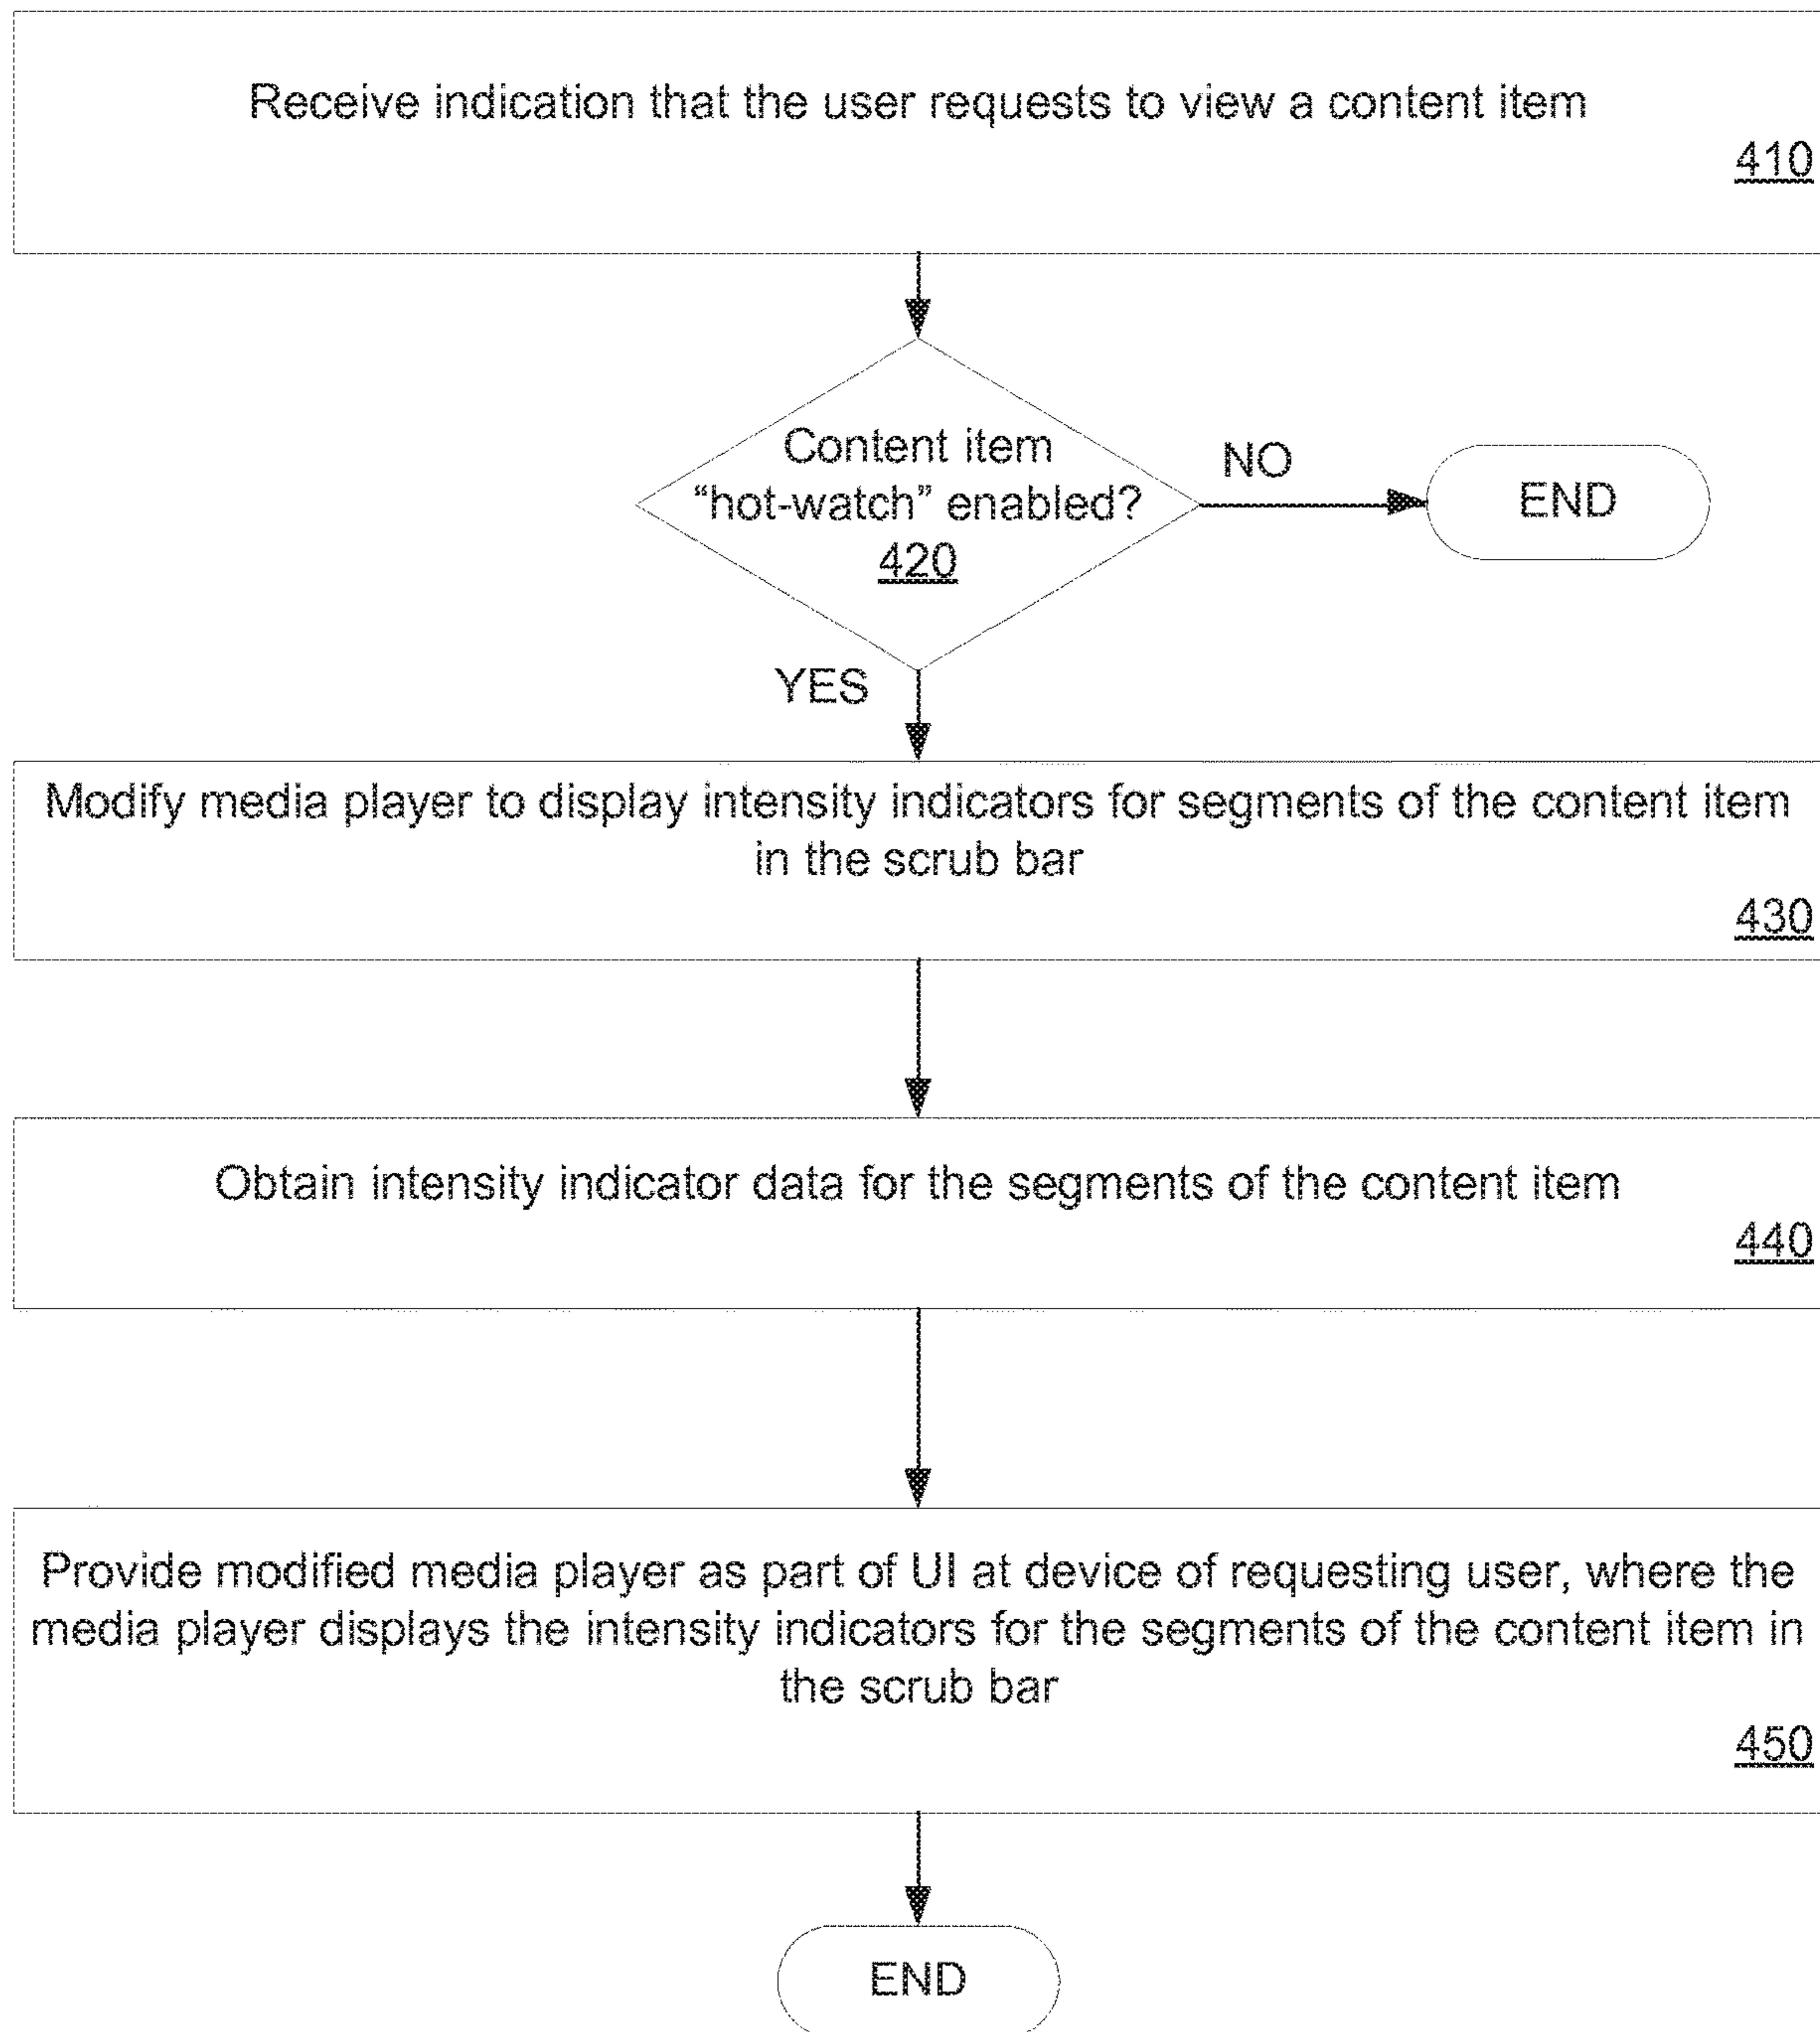 Receive indication that the user requests to view a content item
410
Content item
“hot-watch” enabled?
420
NO
END
YES
Modify media player to display intensity indicators for segments of the content item
in the scrub bar
430
Obtain intensity indicator data for the segments of the content item
440
Provide modified media player as part of UI at device of requesting user, where the
media player displays the intensity indicators for the segments of the content item in
the scrub bar
450
END